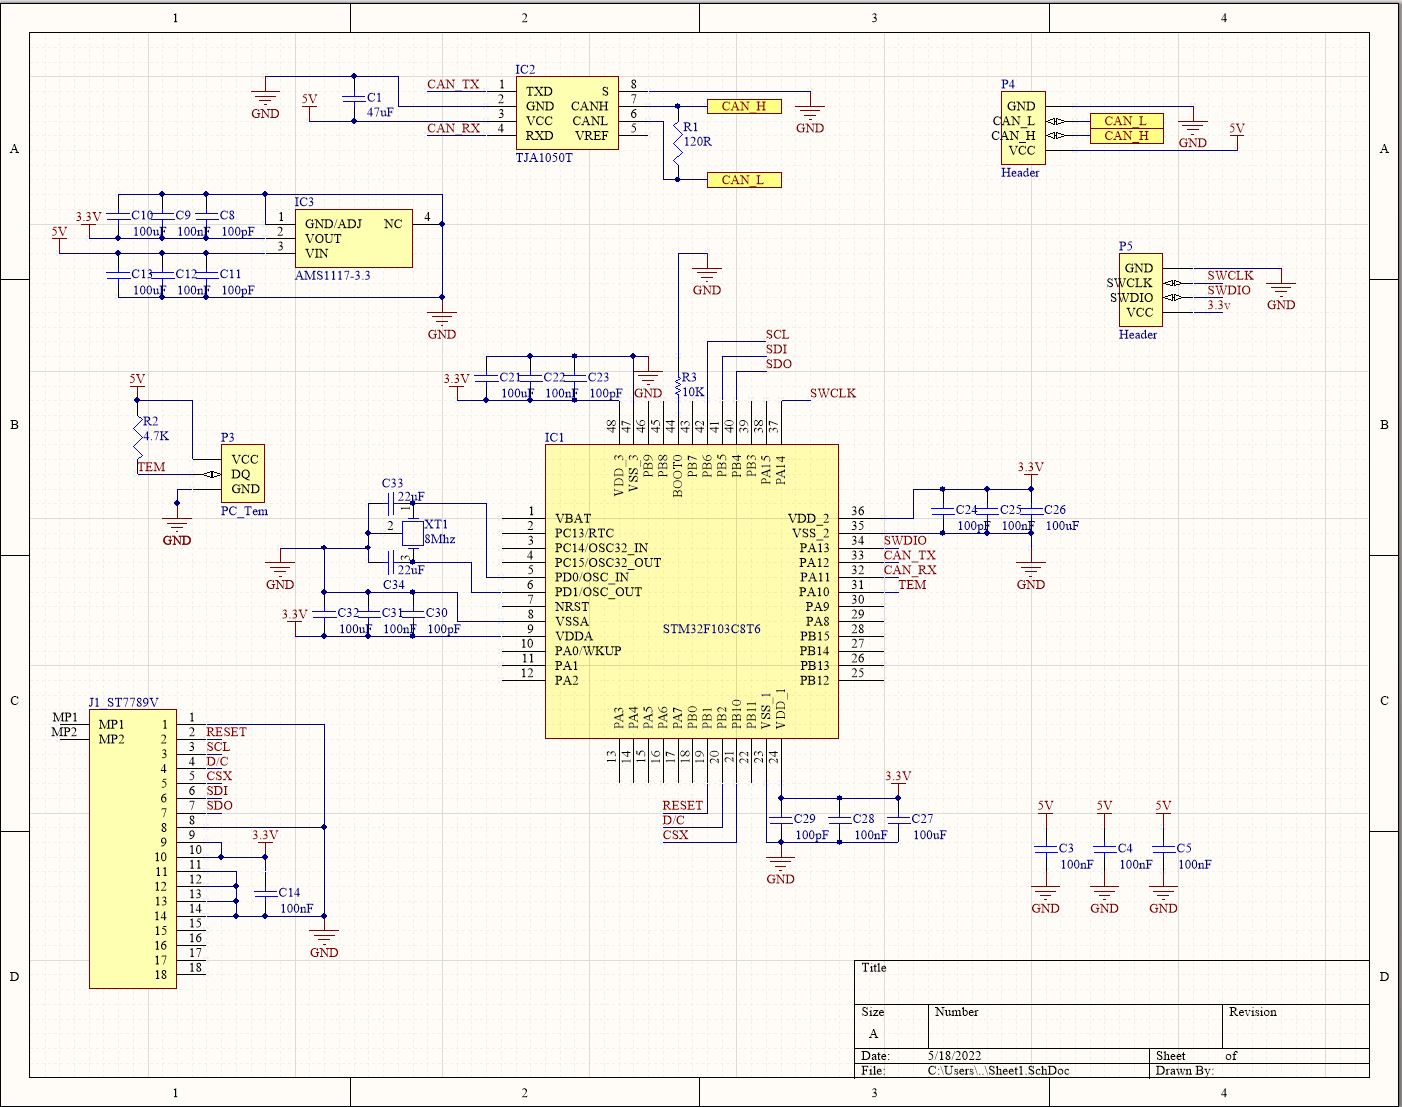 1 2 3 4
A A
B B
C C
D D
1 2 3 4
IC2
CAN_TX 1 TXD S 8
2 GND CANH 7 CAN_H
3 VCC CANL 6
CAN_RX 4 RXD VREF 5
TJA1050T
GND
5V
C1
47uF
R1
120R
CAN_L
GND
P4
GND
CAN_L CAN_L
CAN_H CAN_H
VCC
Header
GND
5V
IC3
1 GND/ADJ NC 4
2 VOUT
3 VIN
AMS1117-3.3
3.3V
5V
C10 C9 C8
100uF 100nF 100pF
C13 C12 C11
100uF 100nF 100pF
GND
P5
GND
SWCLK SWCLK
SWDIO SWDIO
VCC 3.3v
Header
GND
GND
SCL
SDI
SDO
SWCLK
R3
10K
3.3V
C21 C22 C23
100uF 100nF 100pF
GND
5V
R2
4.7K
TEM
P3
VCC
DQ
GND
PC_Tem
GND
IC1
48 47 46 45 44 43 42 41 40 39 38 37
VDD_3 VSS_3 PB9 PB8 BOOT0 PB7 PB6 PB5 PB4 PB3 PA15 PA14
1 VBAT VDD_2 36
2 PC13/RTC VSS_2 35
3 PC14/OSC32_IN PA13 34 SWDIO
4 PC15/OSC32_OUT PA12 33 CAN_TX
5 PD0/OSC_IN PA11 32 CAN_RX
6 PD1/OSC_OUT PA10 31 TEM
7 NRST PA9 30
8 VSSA PA8 29
9 VDDA PB15 28
10 PA0/WKUP PB14 27
11 PA1 PB13 26
12 PA2 PB12 25
STM32F103C8T6
PA3 PA4 PA5 PA6 PA7 PB0 PB1 PB2 PB10 PB11 VSS_1 VDD_1
13 14 15 16 17 18 19 20 21 22 23 24
RESET
D/C
CSX
C33
22uF
1
2
3
XT1
8Mhz
22uF
C34
GND
3.3V
C32 C31 C30
100uF 100nF 100pF
3.3V
C24 C25 C26
100pF 100nF 100uF
GND
3.3V
C29 C28 C27
100pF 100nF 100uF
GND
J1 ST7789V
MP1 MP1 1 1
MP2 MP2 2 2 RESET
3 3 SCL
4 4 D/C
5 5 CSX
6 6 SDI
7 7 SDO
8 8
9 9
10 10
11 11
12 12
13 13
14 14
15 15
16 16
17 17
18 18
3.3V
C14
100nF
GND
5V 5V 5V
C3 C4 C5
100nF 100nF 100nF
GND GND GND
Title
Size Number Revision
A
Date: 5/18/2022 Sheet of
File: C:\Users\..\Sheet1.SchDoc Drawn By: